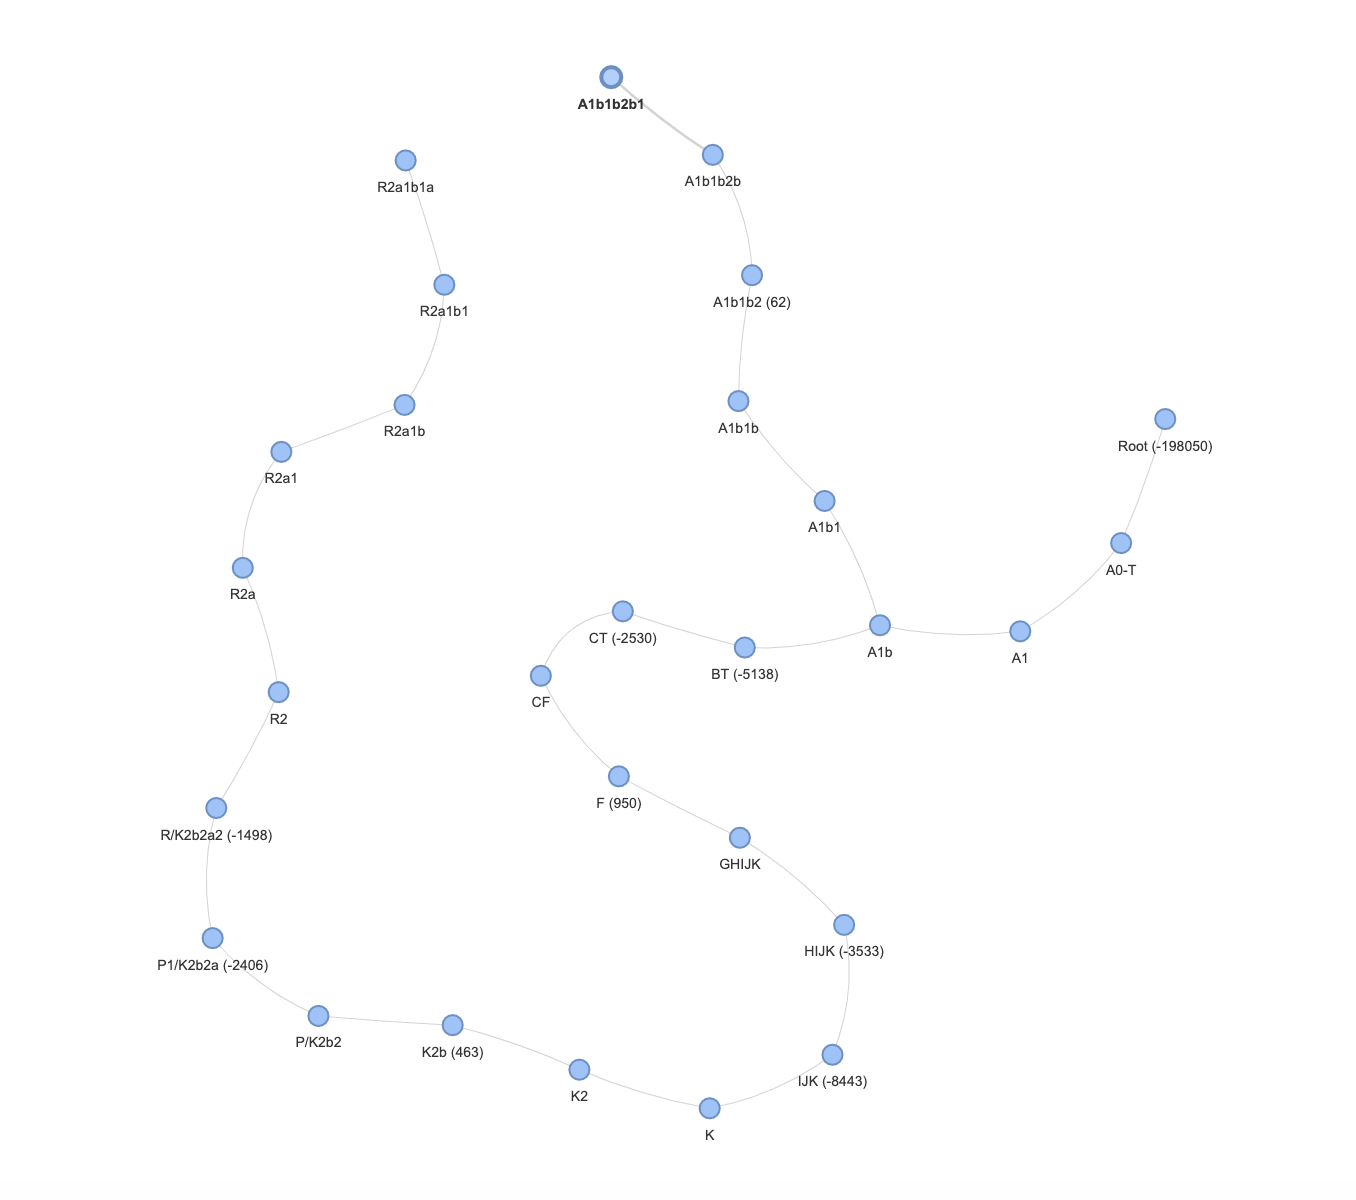 A1b1b2b1
R2a1b1a
A1b1b2b
R2a1b1
A1b1b2 (62)
R2a1b
A1b1b
Root (-198050)
R2a1
A1b1
A0-T
R2a
CT (-2530)
A1b
A1
BT (-5138)
CF
R2
F (950)
R/K2b2a2 (-1498)
GHIJK
HIJK (-3533)
P1/K2b2a (-2406)
P/K2b2
K2b (463)
IJK (-8443)
K2
K